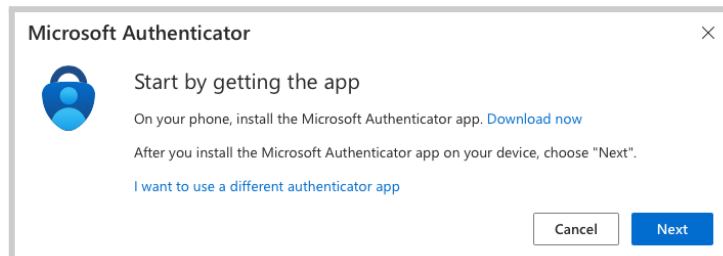 Microsoft Authenticator
Start by getting the app
On your phone, install the Microsoft Authenticator app. Download now
After you install the Microsoft Authenticator app on your device, choose "Next".
I want to use a different authenticator app
Cancel
Next